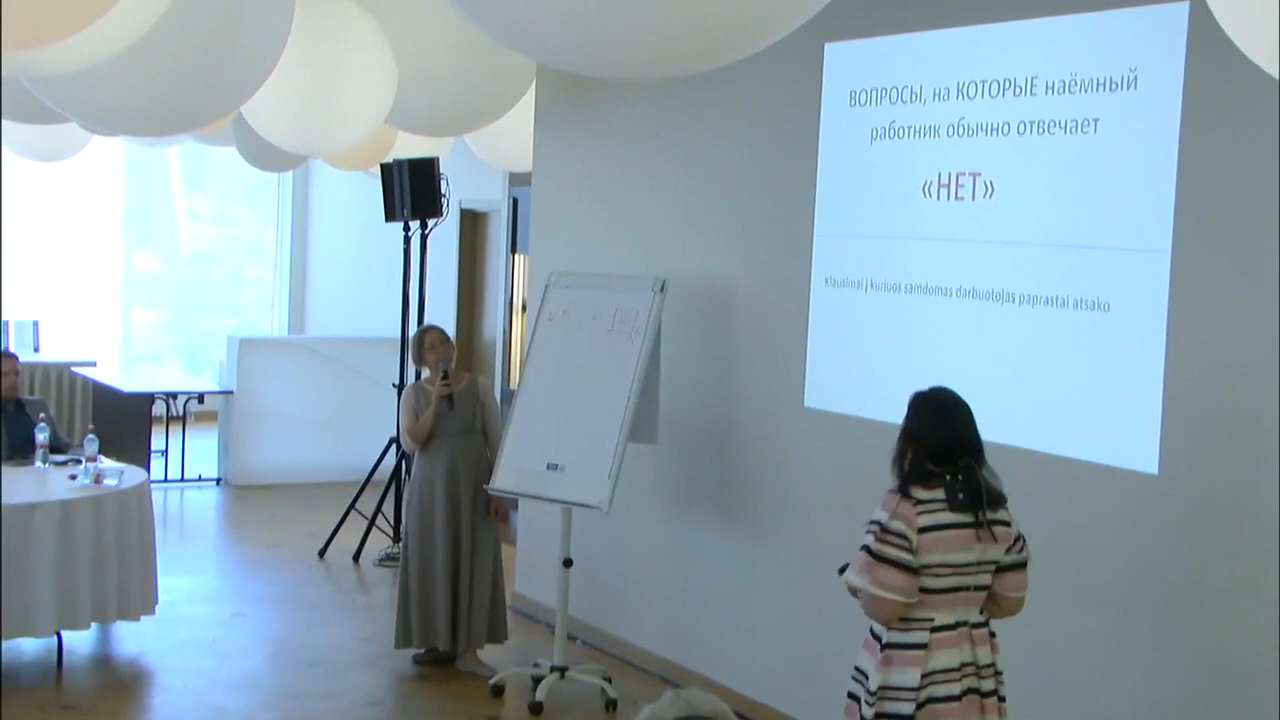 ВОПРОСЫ, на КОТОРЫЕ наёмный
работник обычно отвечает
«НЕТ»
Klausimai į kuriuos samdomas darbuotojas paprastai atsako